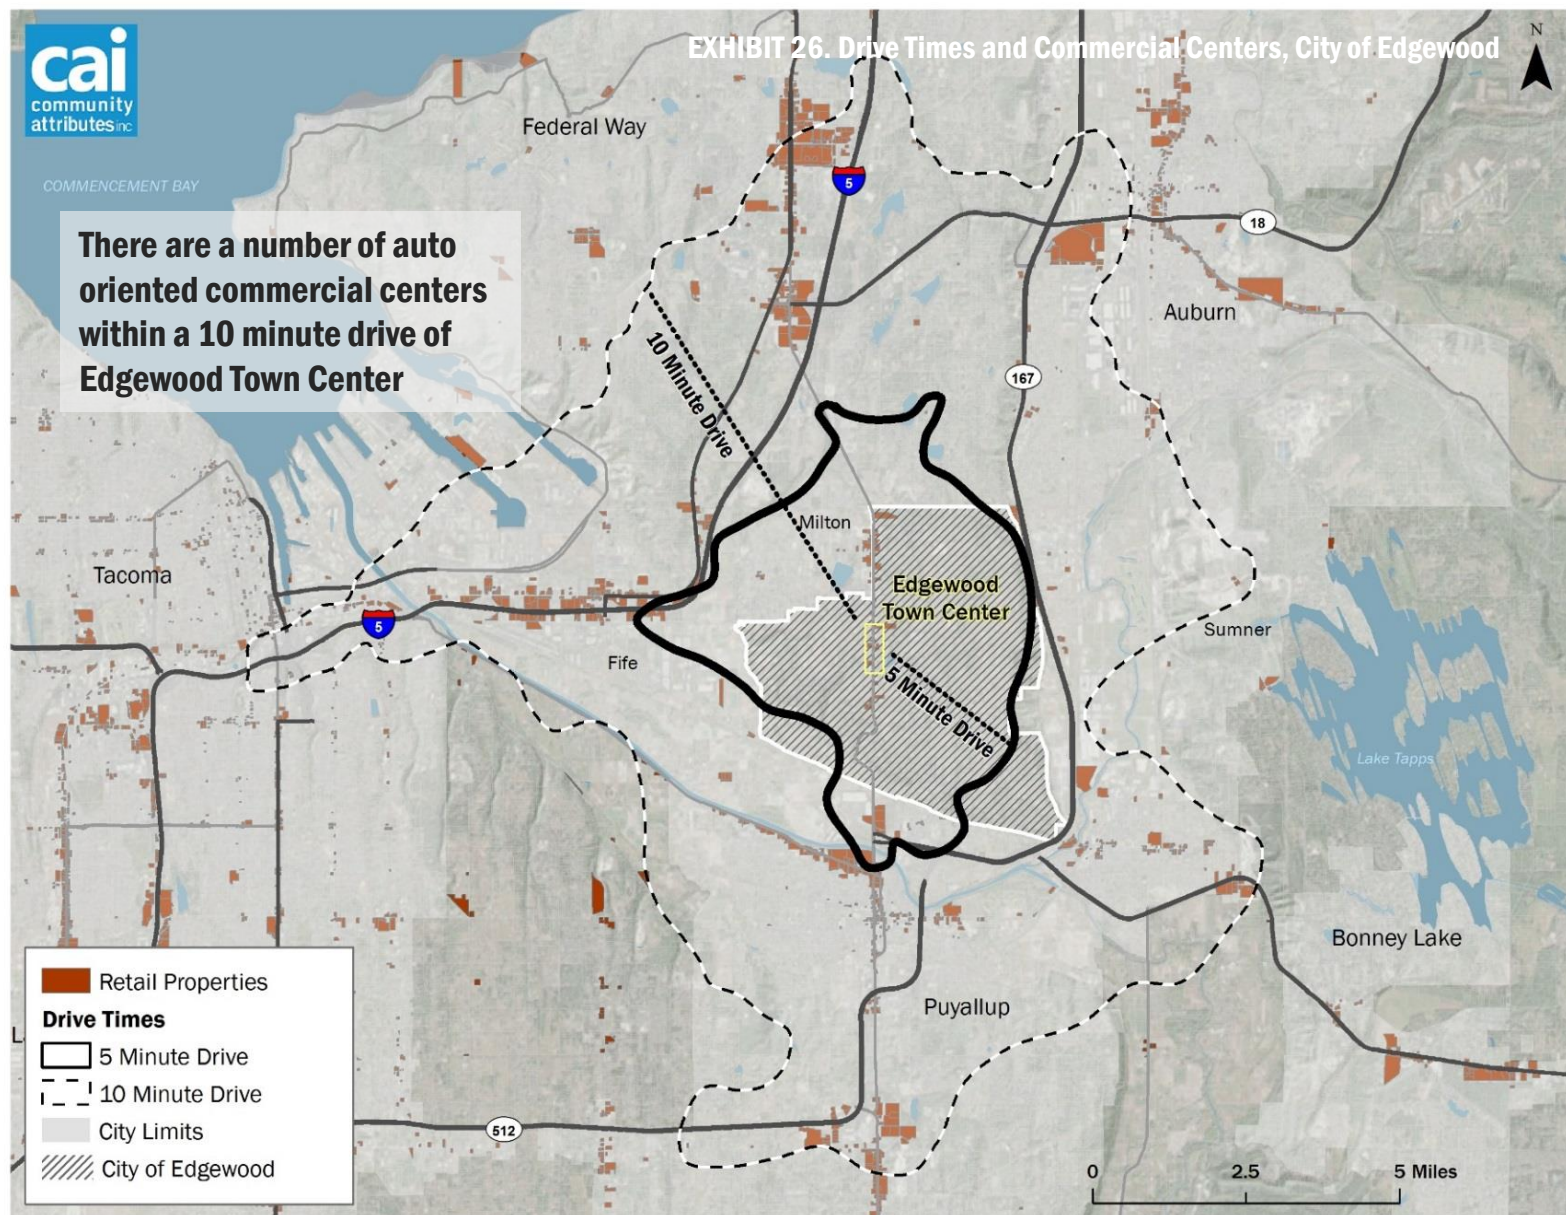 cai
community
attributes inc
EXHIBIT 26. Drive Times and Commercial Centers, City of Edgewood
N
Federal Way
COMMENCEMENT BAY
5
18
There are a number of auto
oriented commercial centers
within a 10 minute drive of
Edgewood Town Center
Auburn
10 Minute Drive
167
Milton
Tacoma
Edgewood
Town Center
5
Sumner
Fife
5 Minute Drive
Lake Tapps
Bonney Lake
Puyallup
Retail Properties
Drive Times
L
5 Minute Drive
10 Minute Drive
City Limits
City of Edgewood
512
0 2.5 5 Miles